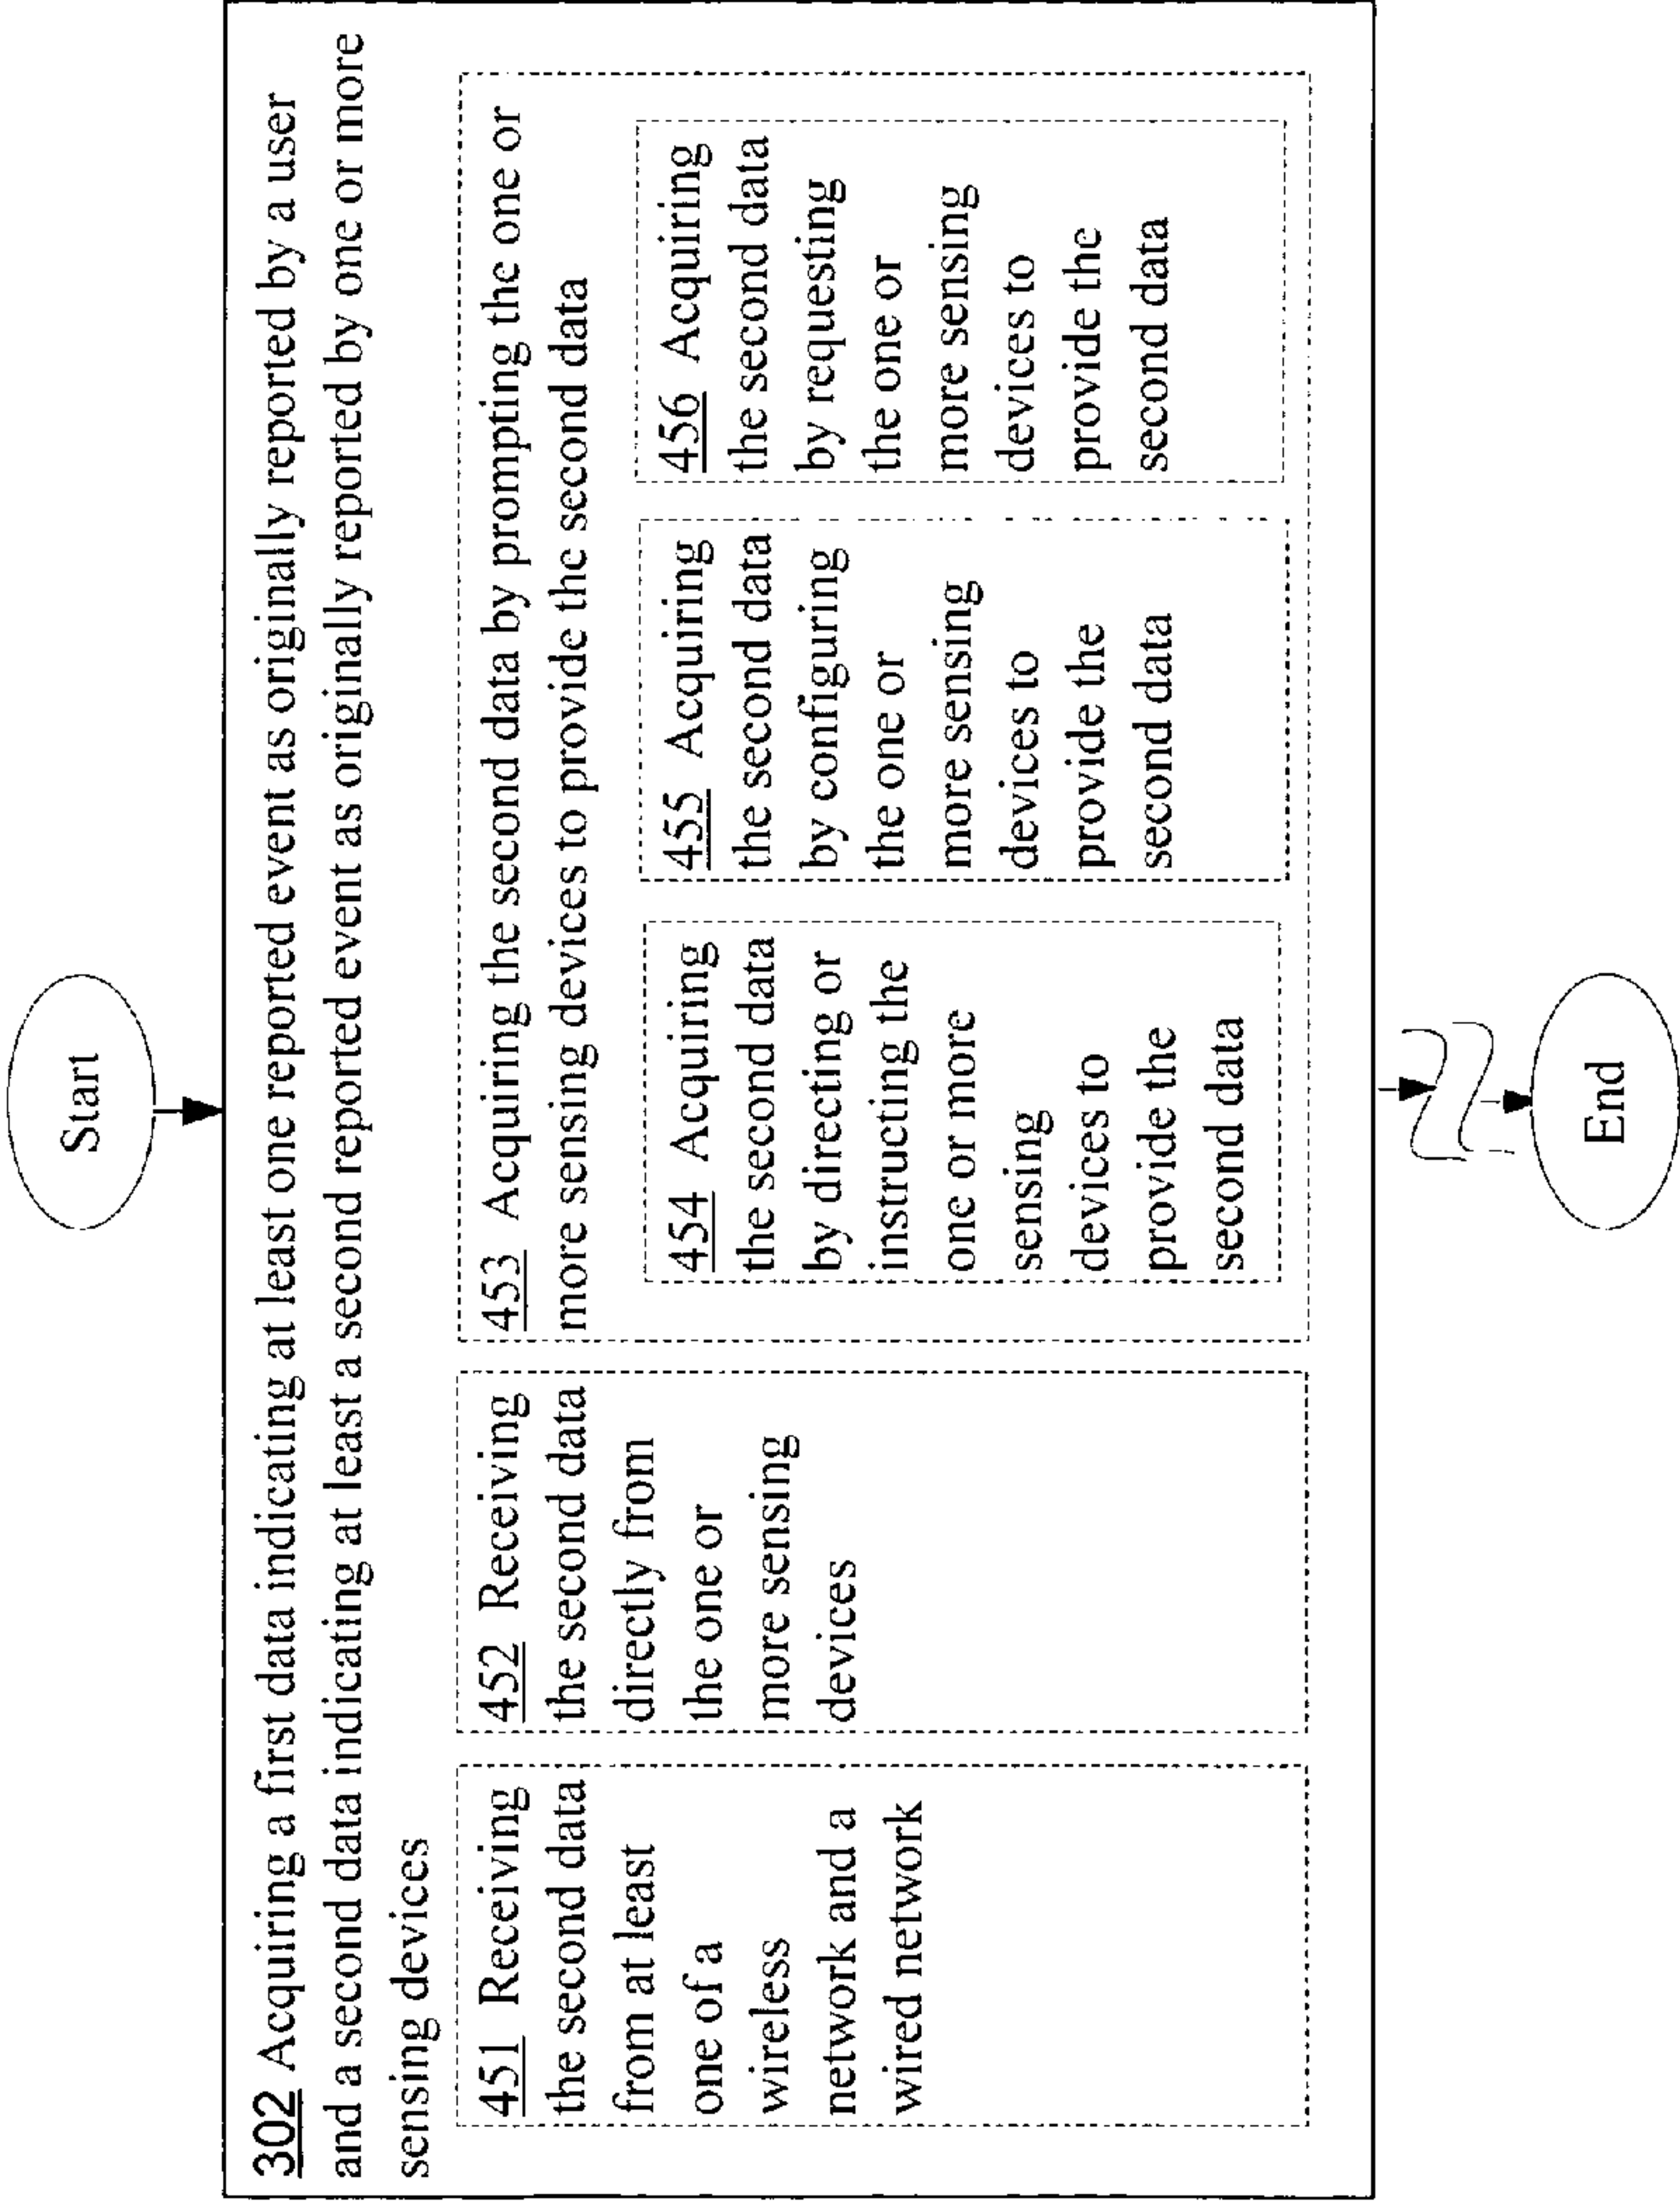 Start
302 Acquiring a first data indicating at least one reported event as originally reported by a user
and a second data indicating at least a second reported event as originally reported by one or more
sensing devices
451 Receiving
the second data
from at least
one of a
wireless
network and a
wired network
452 Receiving
the second data
directly from
the one or
more sensing
devices
453 Acquiring the second data by prompting the one or
more sensing devices to provide the second data
454 Acquiring
the second data
by directing or
instructing the
one or more
sensing
devices to
provide the
second data
455 Acquiring
the second data
by configuring
the one or
more sensing
devices to
provide the
second data
456 Acquiring
the second data
by requesting
the one or
more sensing
devices to
provide the
second data
End